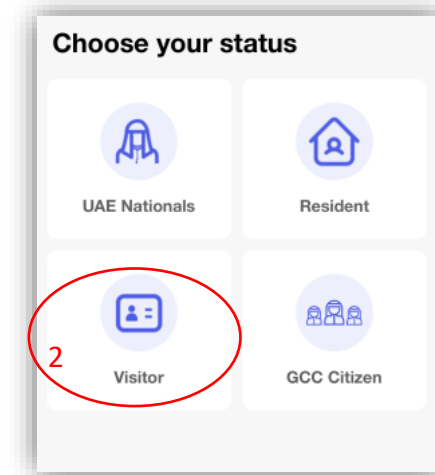 Choose your status
UAE Nationals
Resident
2
Visitor
GCC Citizen